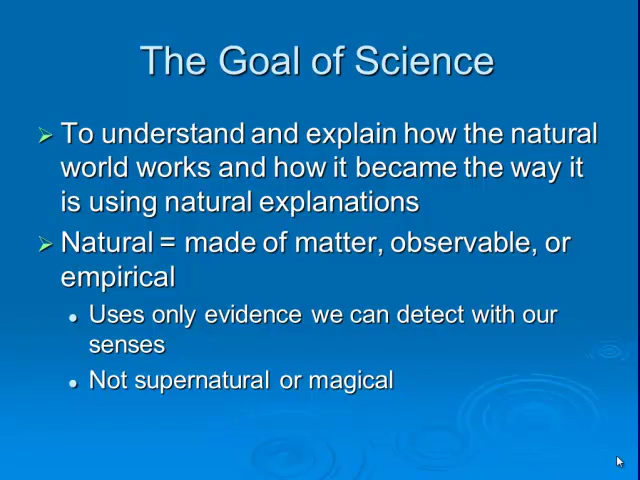 The Goal of Science
To understand and explain how the natural
world works and how it became the way it
is using natural explanations
Natural = made of matter, observable, or
empirical
Uses only evidence we can detect with our
senses
Not supernatural or magical